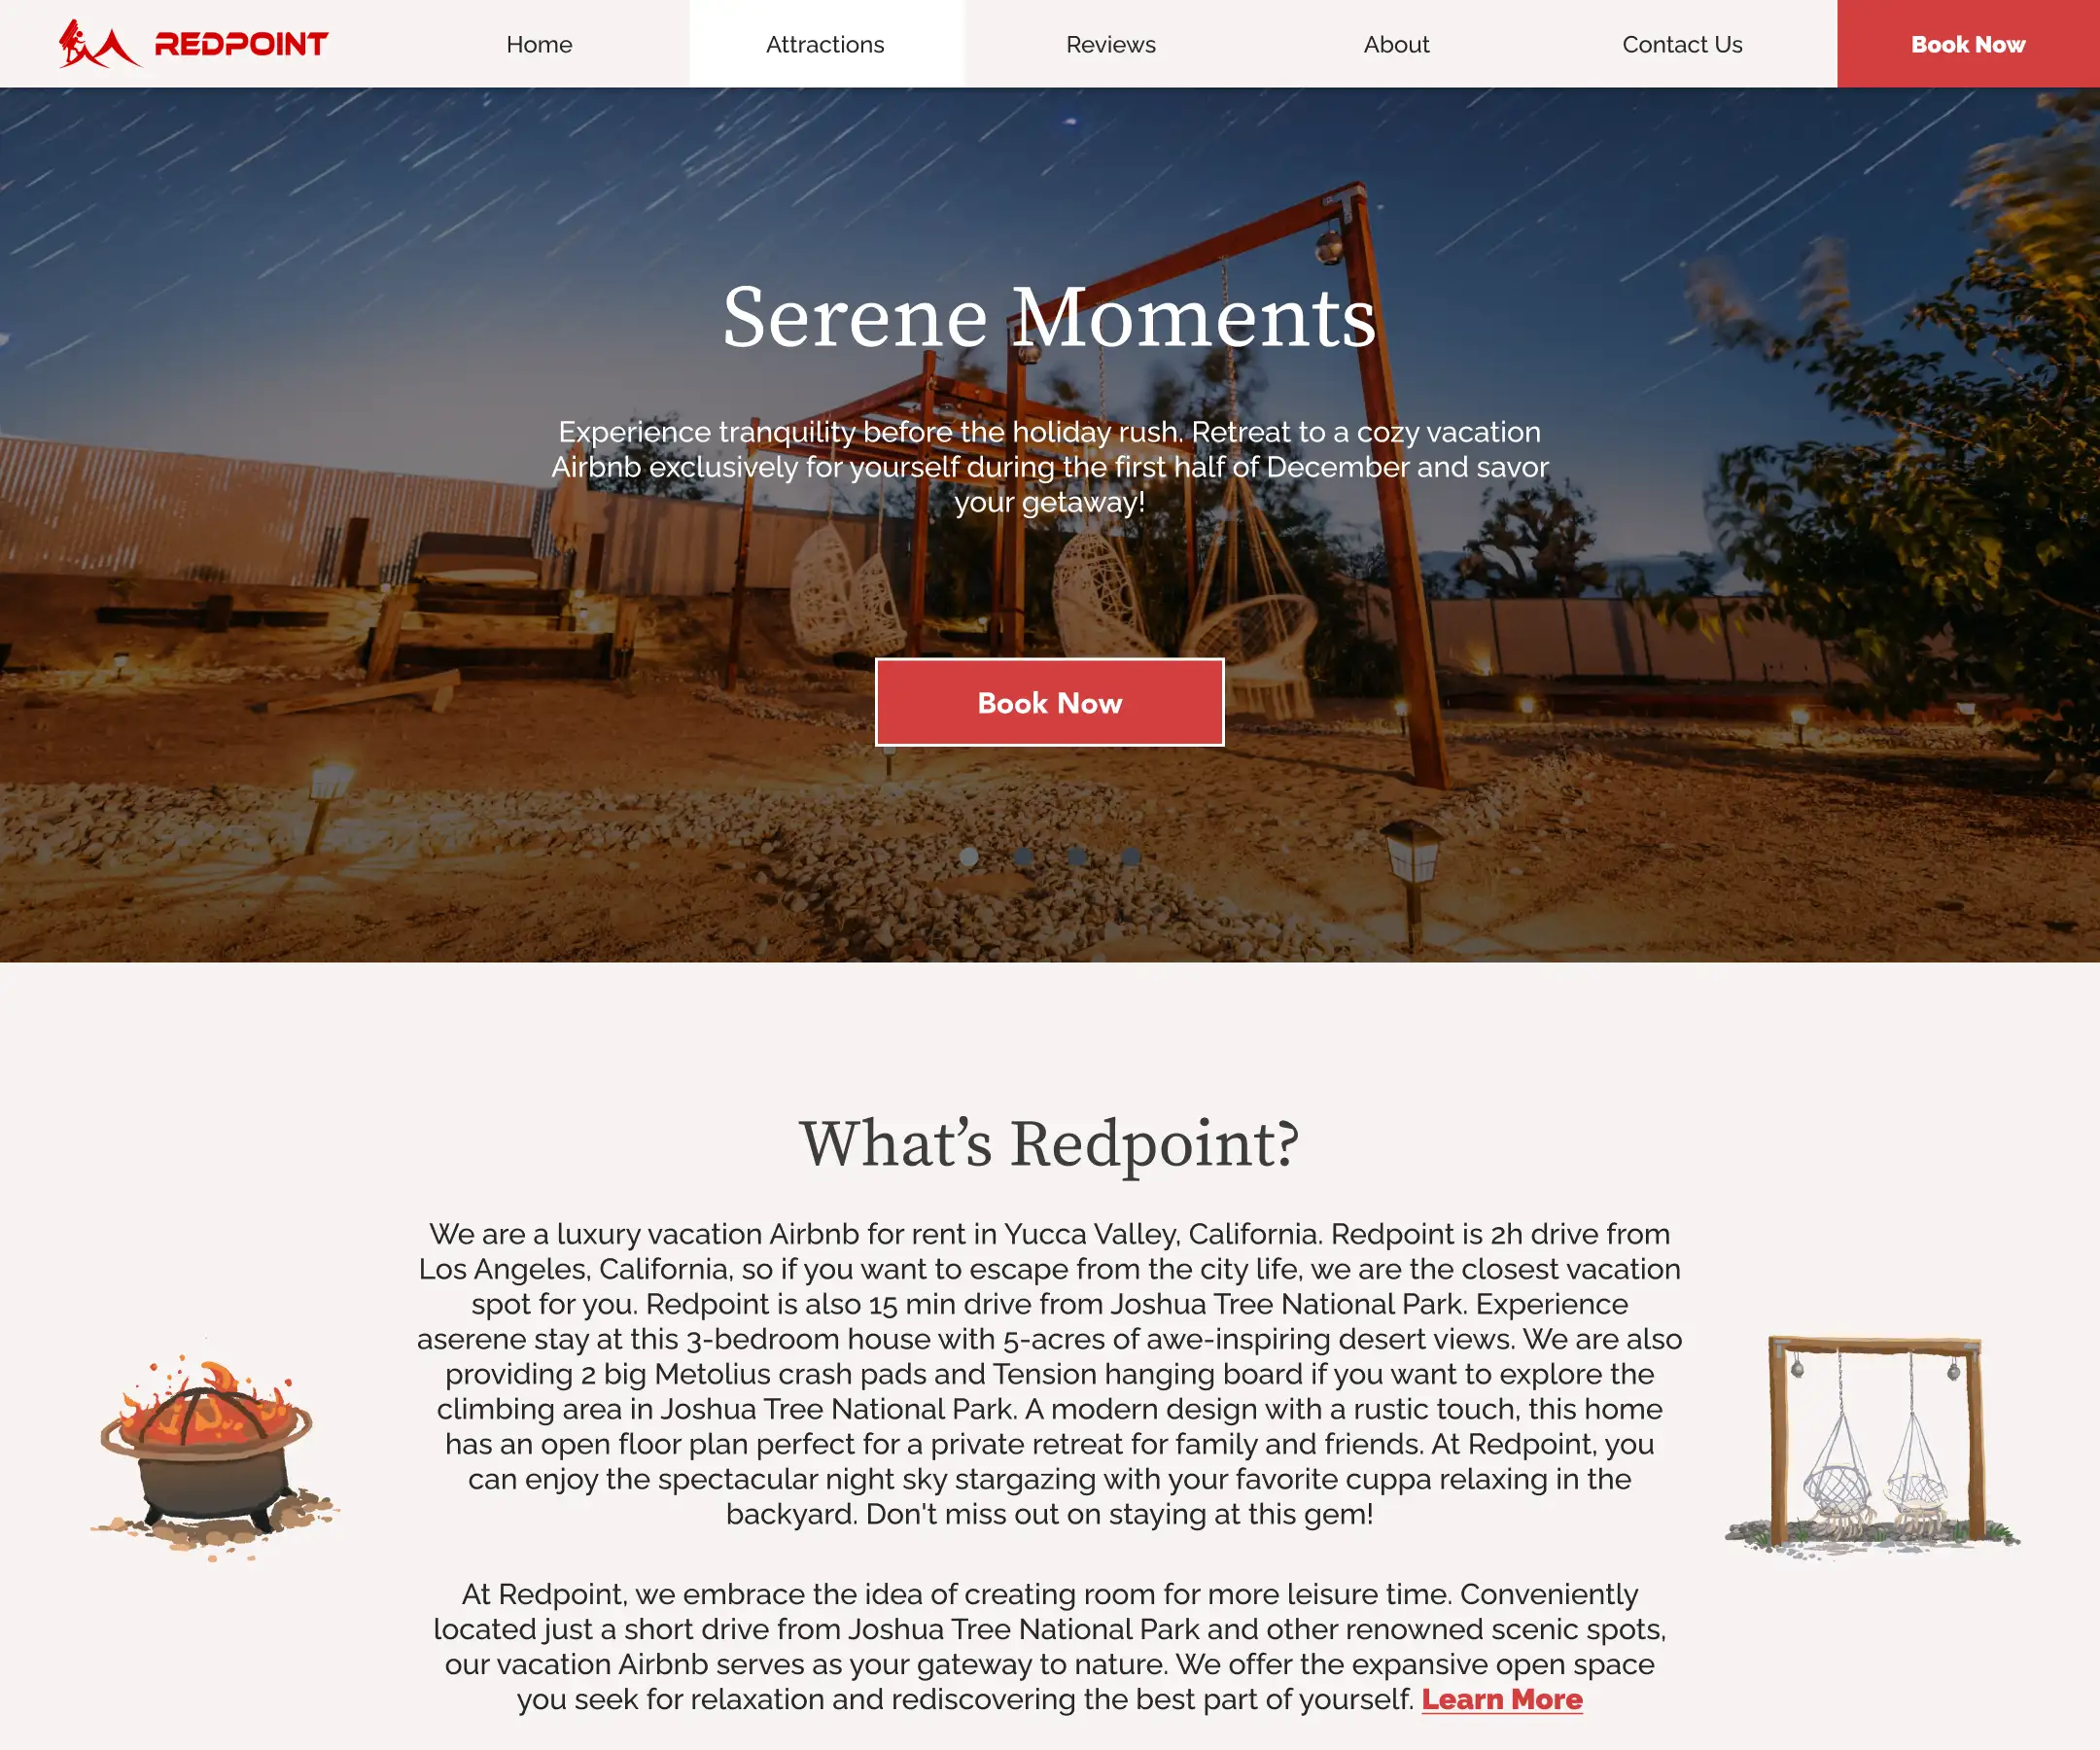 REDPOINT
Home
Attractions
Reviews
About
Contact Us
Book Now
Serene Moments
Experience tranquility before the holiday rush. Retreat to a cozy vacation
Airbnb exclusively for yourself during the first half of December and savor
your getaway!
Book Now
What’s Redpoint?
We are a luxury vacation Airbnb for rent in Yucca Valley, California. Redpoint is 2h drive from
Los Angeles, California, so if you want to escape from the city life, we are the closest vacation
spot for you. Redpoint is also 15 min drive from Joshua Tree National Park. Experience
aserene stay at this 3-bedroom house with 5-acres of awe-inspiring desert views. We are also
providing 2 big Metolius crash pads and Tension hanging board if you want to explore the
climbing area in Joshua Tree National Park. A modern design with a rustic touch, this home
has an open floor plan perfect for a private retreat for family and friends. At Redpoint, you
can enjoy the spectacular night sky stargazing with your favorite cuppa relaxing in the
backyard. Don't miss out on staying at this gem!
At Redpoint, we embrace the idea of creating room for more leisure time. Conveniently
located just a short drive from Joshua Tree National Park and other renowned scenic spots,
our vacation Airbnb serves as your gateway to nature. We offer the expansive open space
you seek for relaxation and rediscovering the best part of yourself. Learn More